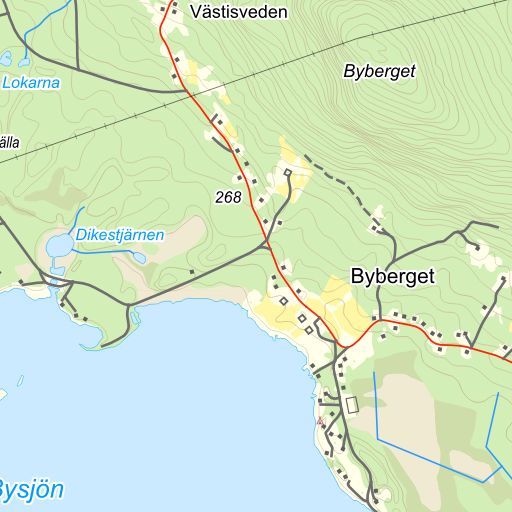 Västisveden
Byberget
Lokarna
älla
268
Dikestjärnen
Byberget
Bysjön